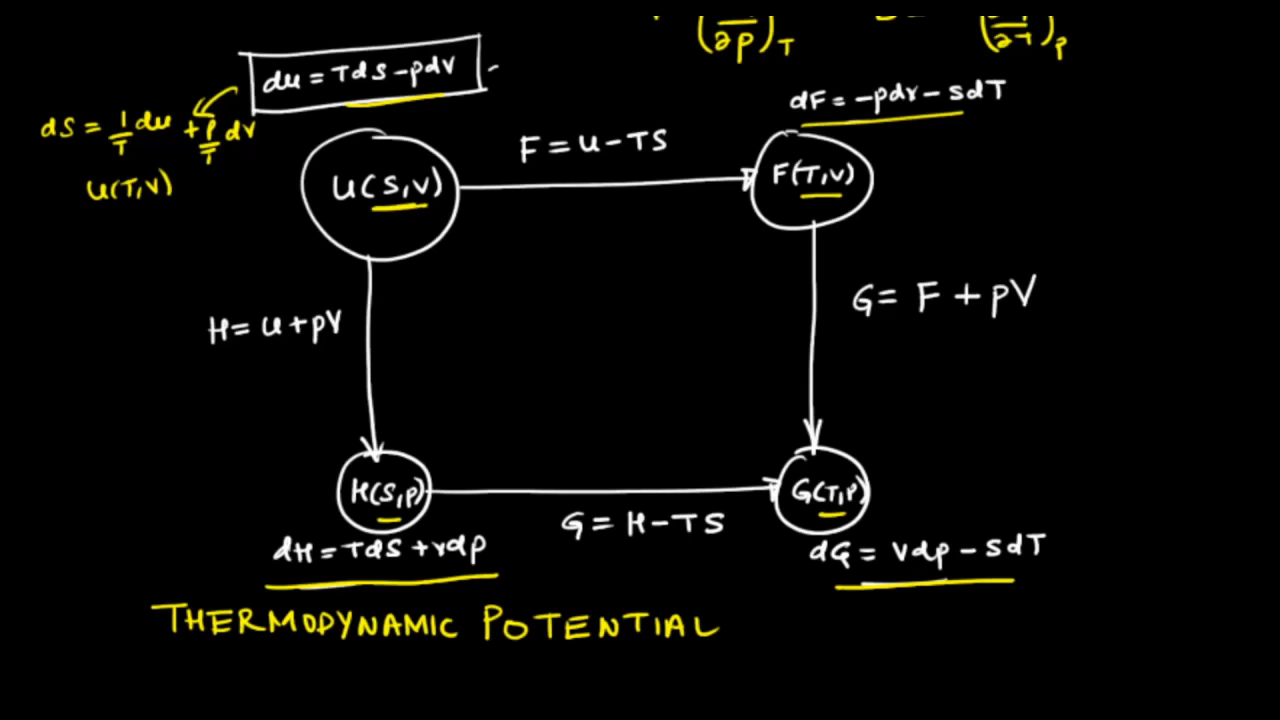 (∂p)T
(∂T)p
du = Tds - pdv
dF = -pdv - sdT
ds = 1/T du + p/T dv
U(T,V)
F = U - TS
U(S,V)
F(T,V)
H = U + pV
G = F + pV
H(S,p)
G(T,p)
G = H - TS
dH = Tds + vdp
dG = vdp - sdT
THERMODYNAMIC POTENTIAL